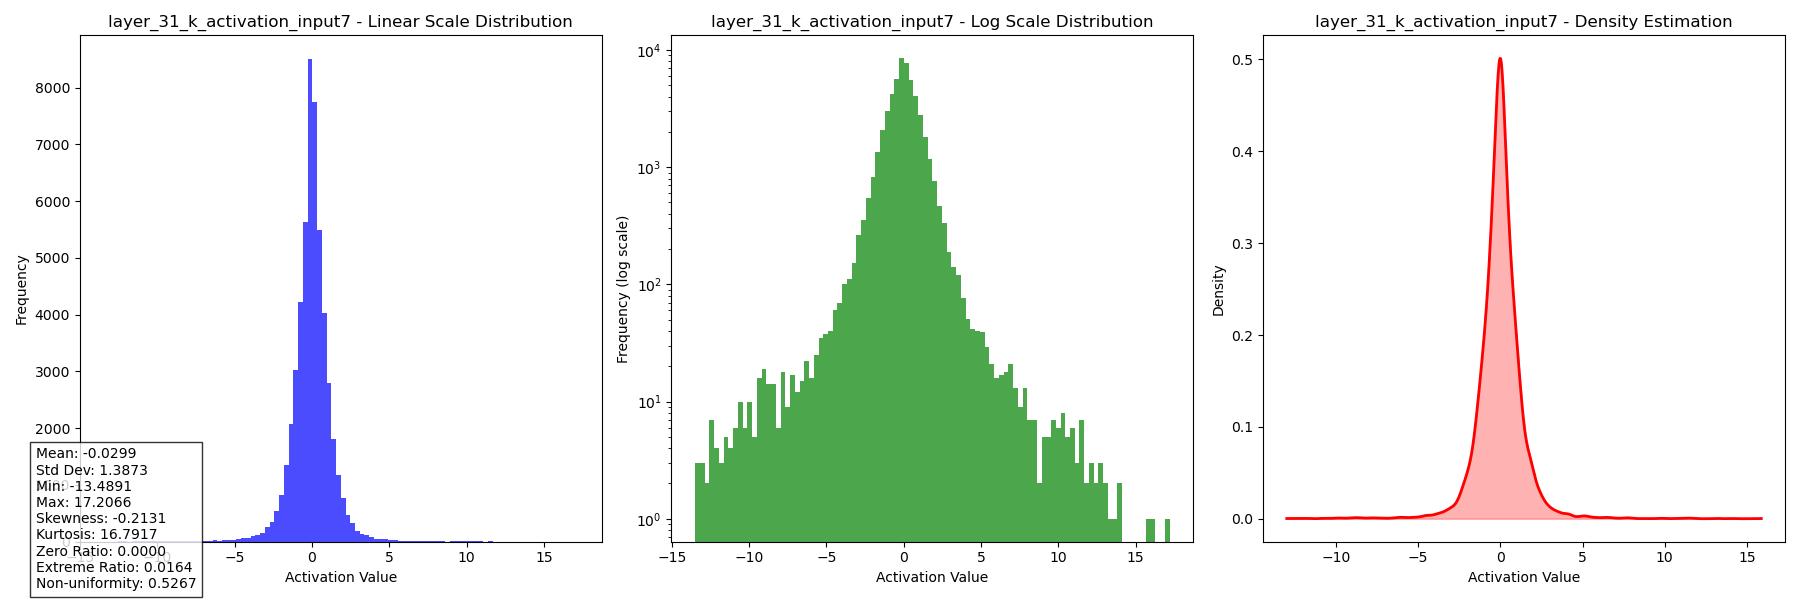 layer_31_k_activation_input7 - Linear Scale Distribution
8000
7000
6000
5000
4000
3000
2000
Frequency
−5
0
5
10
15
Activation Value
Mean: -0.0299
Std Dev: 1.3873
Min: -13.4891
Max: 17.2066
Skewness: -0.2131
Kurtosis: 16.7917
Zero Ratio: 0.0000
Extreme Ratio: 0.0164
Non-uniformity: 0.5267
layer_31_k_activation_input7 - Log Scale Distribution
10⁴
10³
10²
10¹
10⁰
Frequency (log scale)
−15
−10
−5
0
5
10
15
Activation Value
layer_31_k_activation_input7 - Density Estimation
0.5
0.4
0.3
0.2
0.1
0.0
Density
−10
−5
0
5
10
15
Activation Value